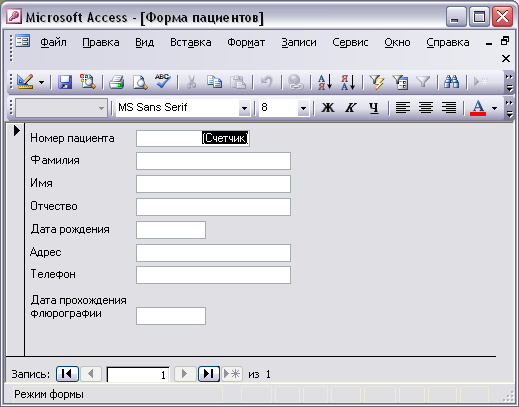 Microsoft Access - [Форма пациентов]
Файл Правка Вид Вставка Формат Записи Сервис Окно Справка
MS Sans Serif 8 Ж К Ч А
Номер пациента (Счетчик)
Фамилия
Имя
Отчество
Дата рождения
Адрес
Телефон
Дата прохождения
флюрографии
Запись: 1 из 1
Режим формы